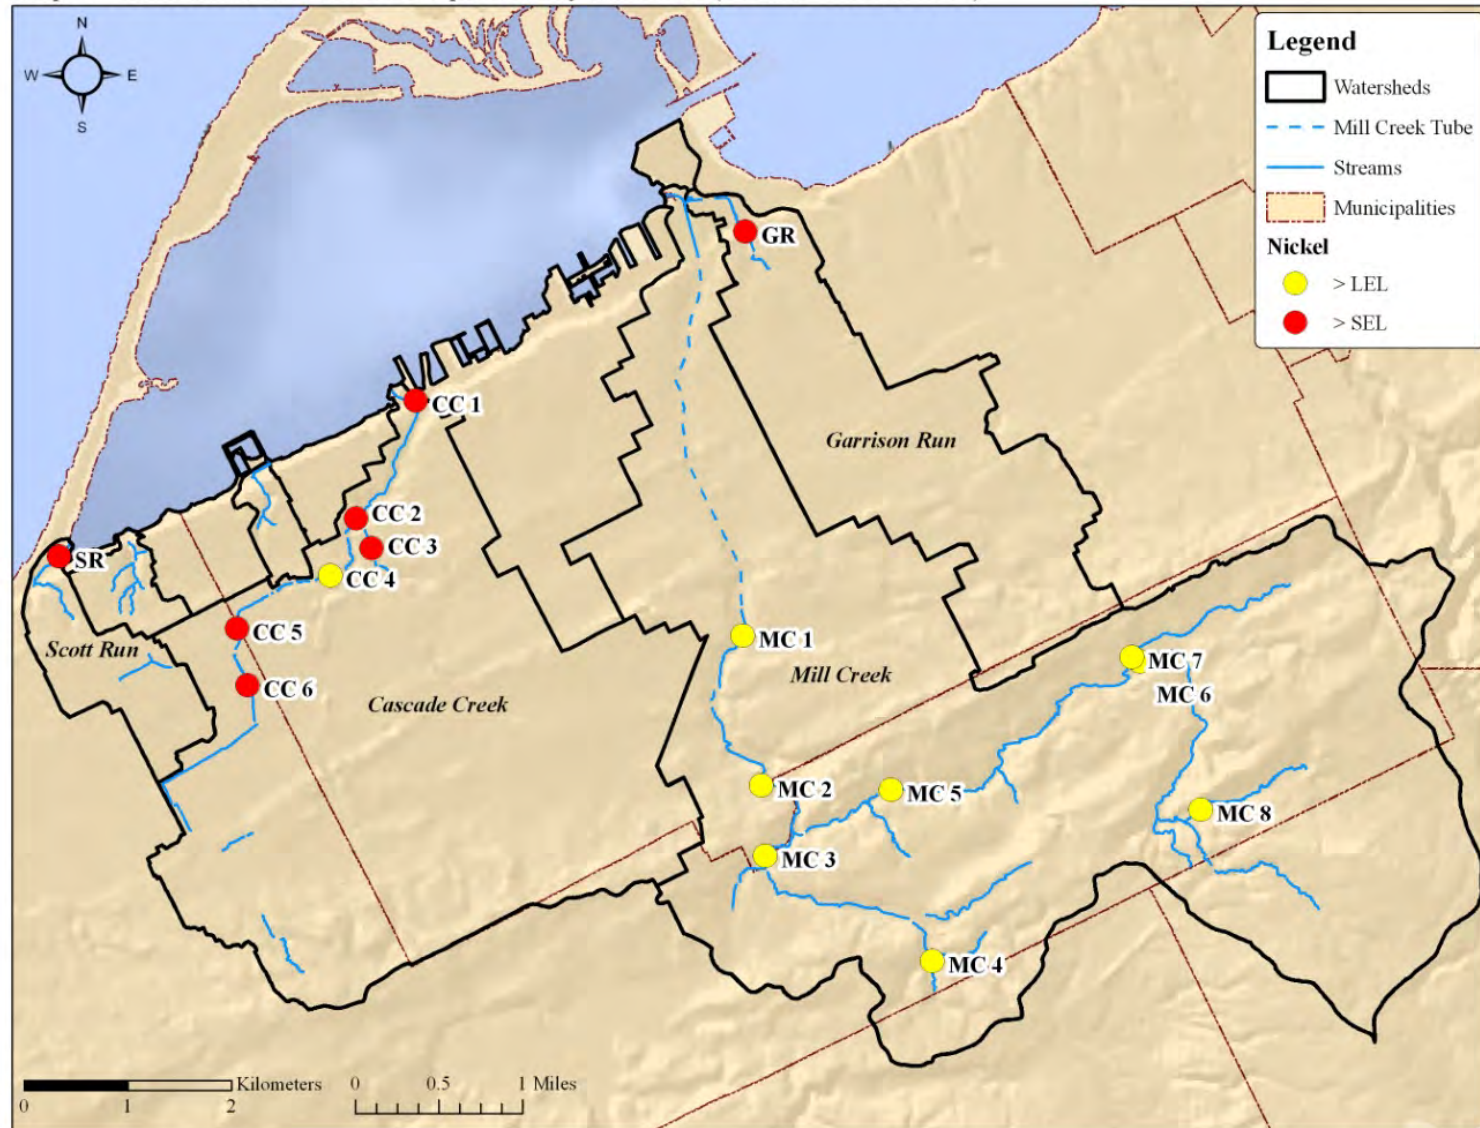 N
W E
S
Legend
Watersheds
Mill Creek Tube
Streams
Municipalities
Nickel
> LEL
> SEL
GR
CC 1
Garrison Run
CC 2
CC 3
SR
CC 4
CC 5
MC 1
Scott Run
MC 7
Mill Creek
CC 6
MC 6
Cascade Creek
MC 2
MC 5
MC 8
MC 3
MC 4
Kilometers
0 1 2
0 0.5 1 Miles